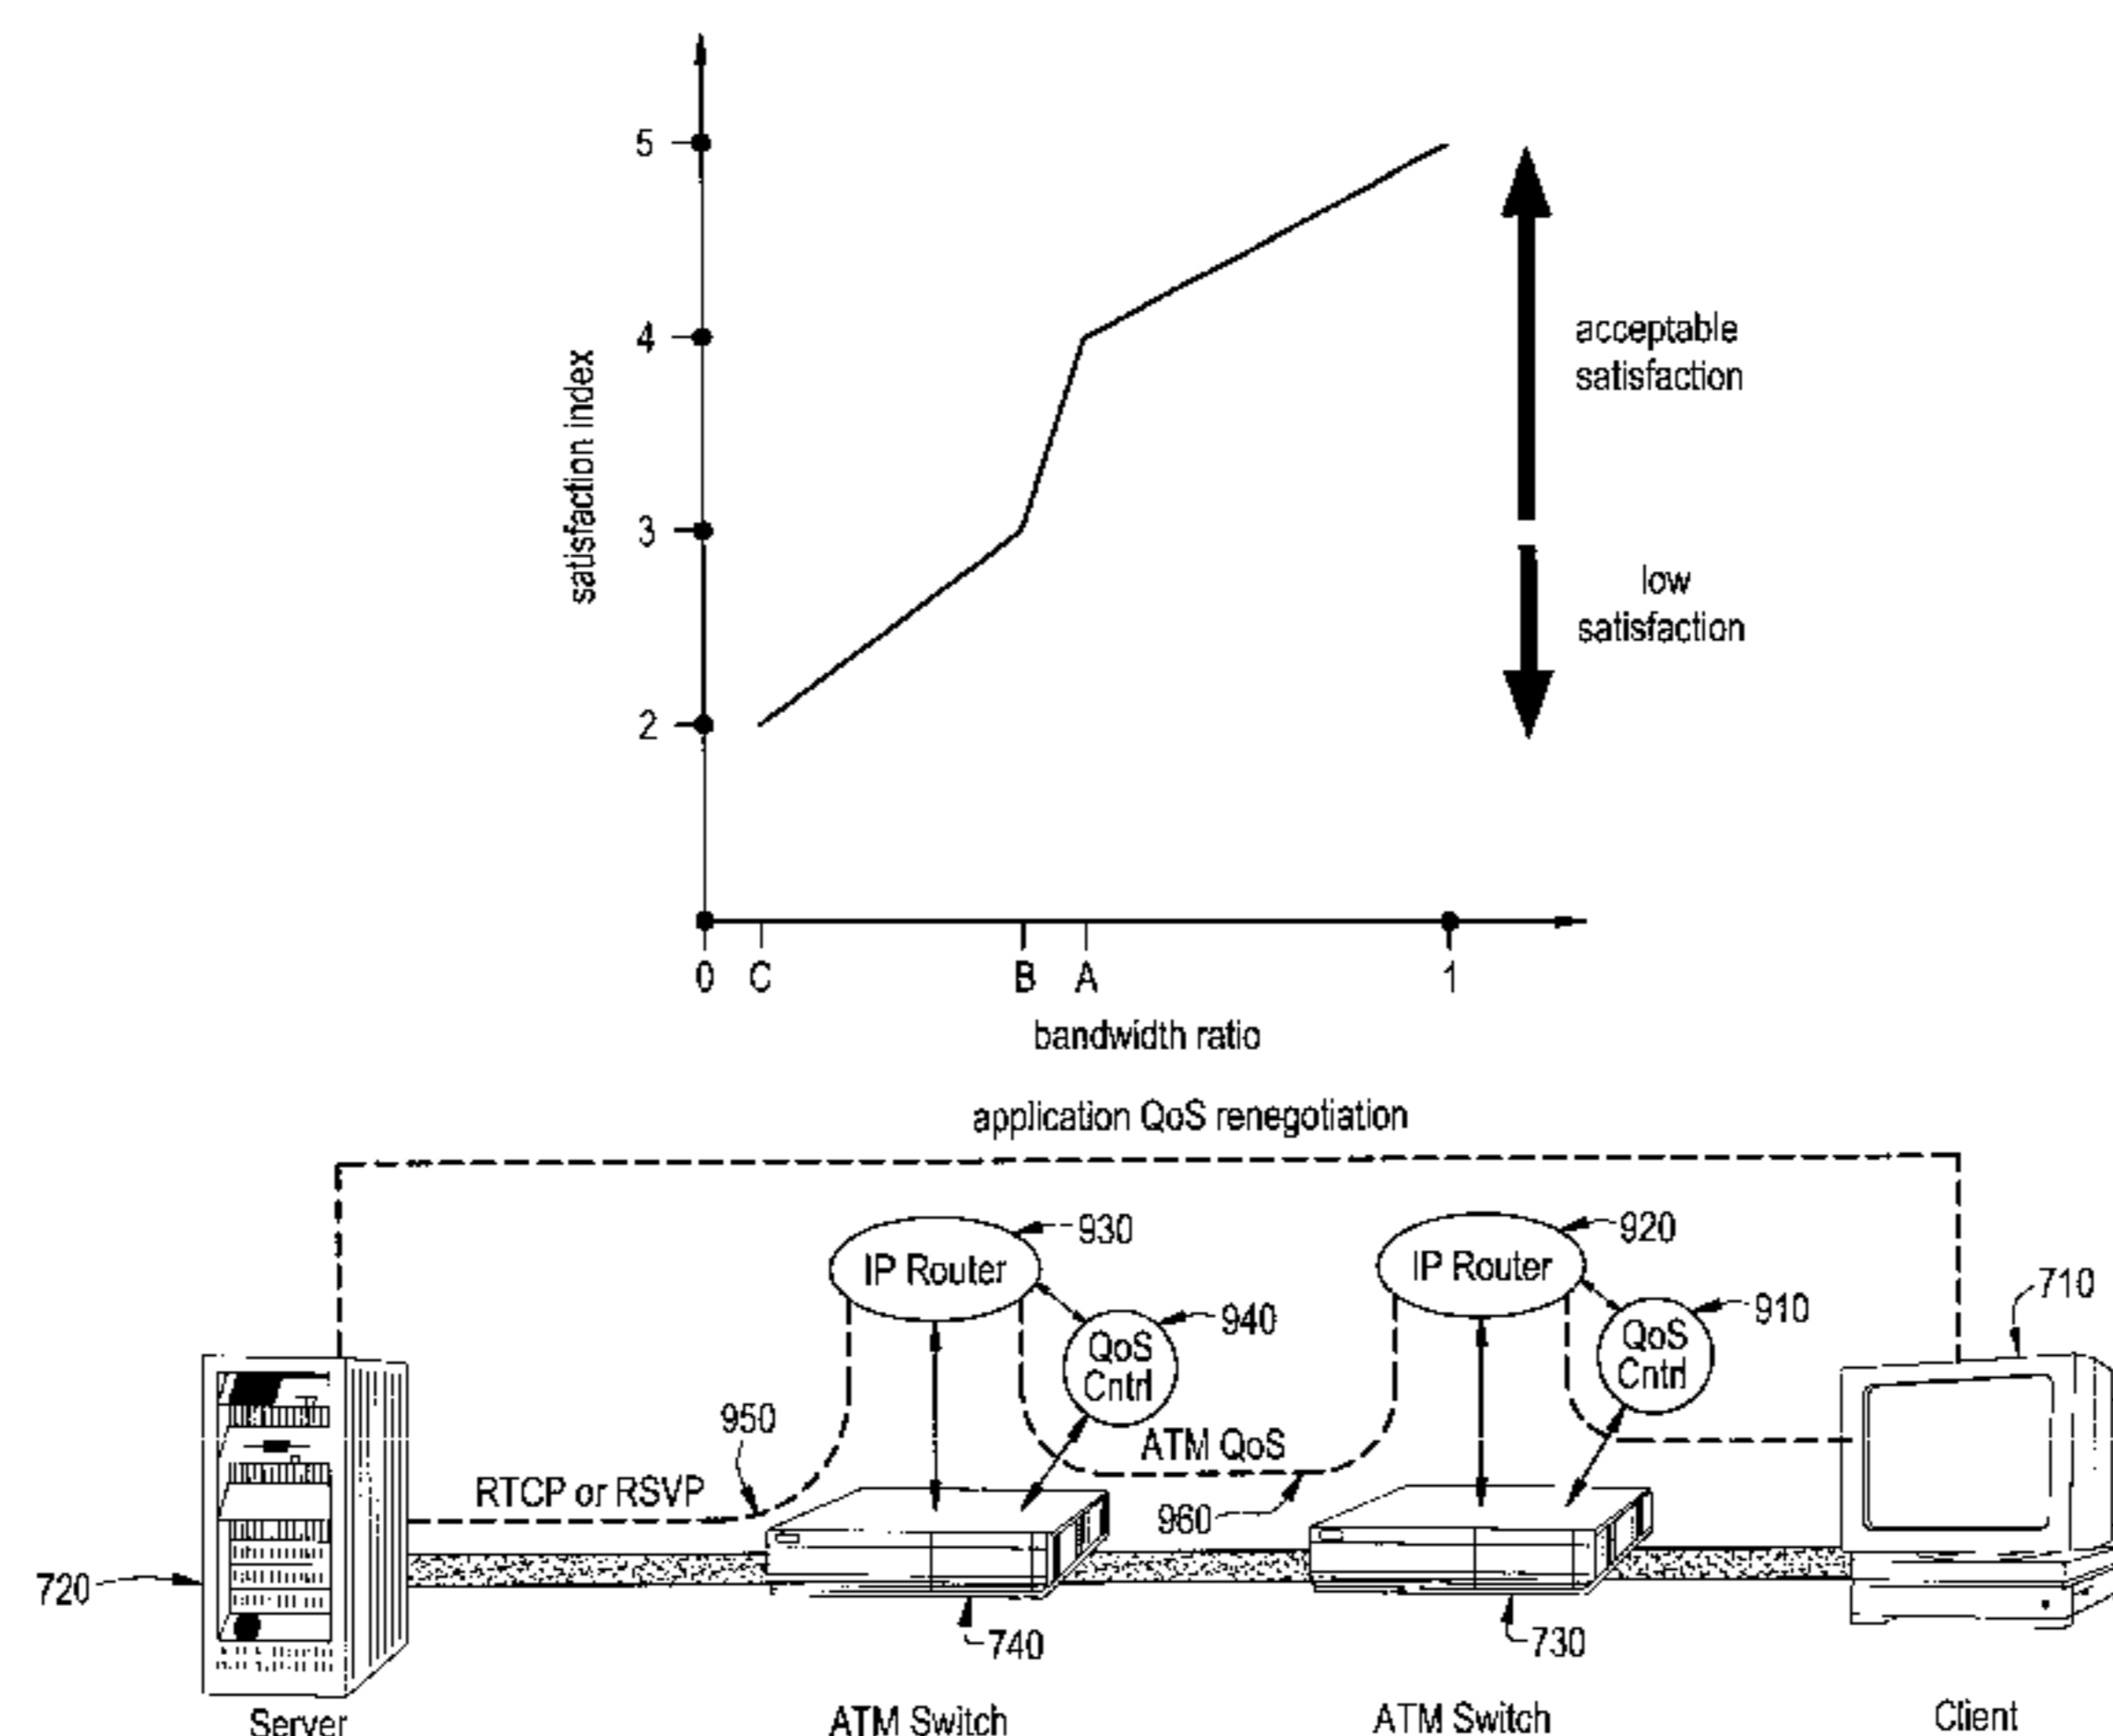 5
4
3
2
satisfaction index
acceptable
satisfaction
low
satisfaction
0 C B A 1
bandwidth ratio
application QoS renegotiation
930
920
IP Router
IP Router
710
940
910
QoS
Cntrl
QoS
Cntrl
950
ATM QoS
RTCP or RSVP
960
720
740
730
Server
ATM Switch
ATM Switch
Client